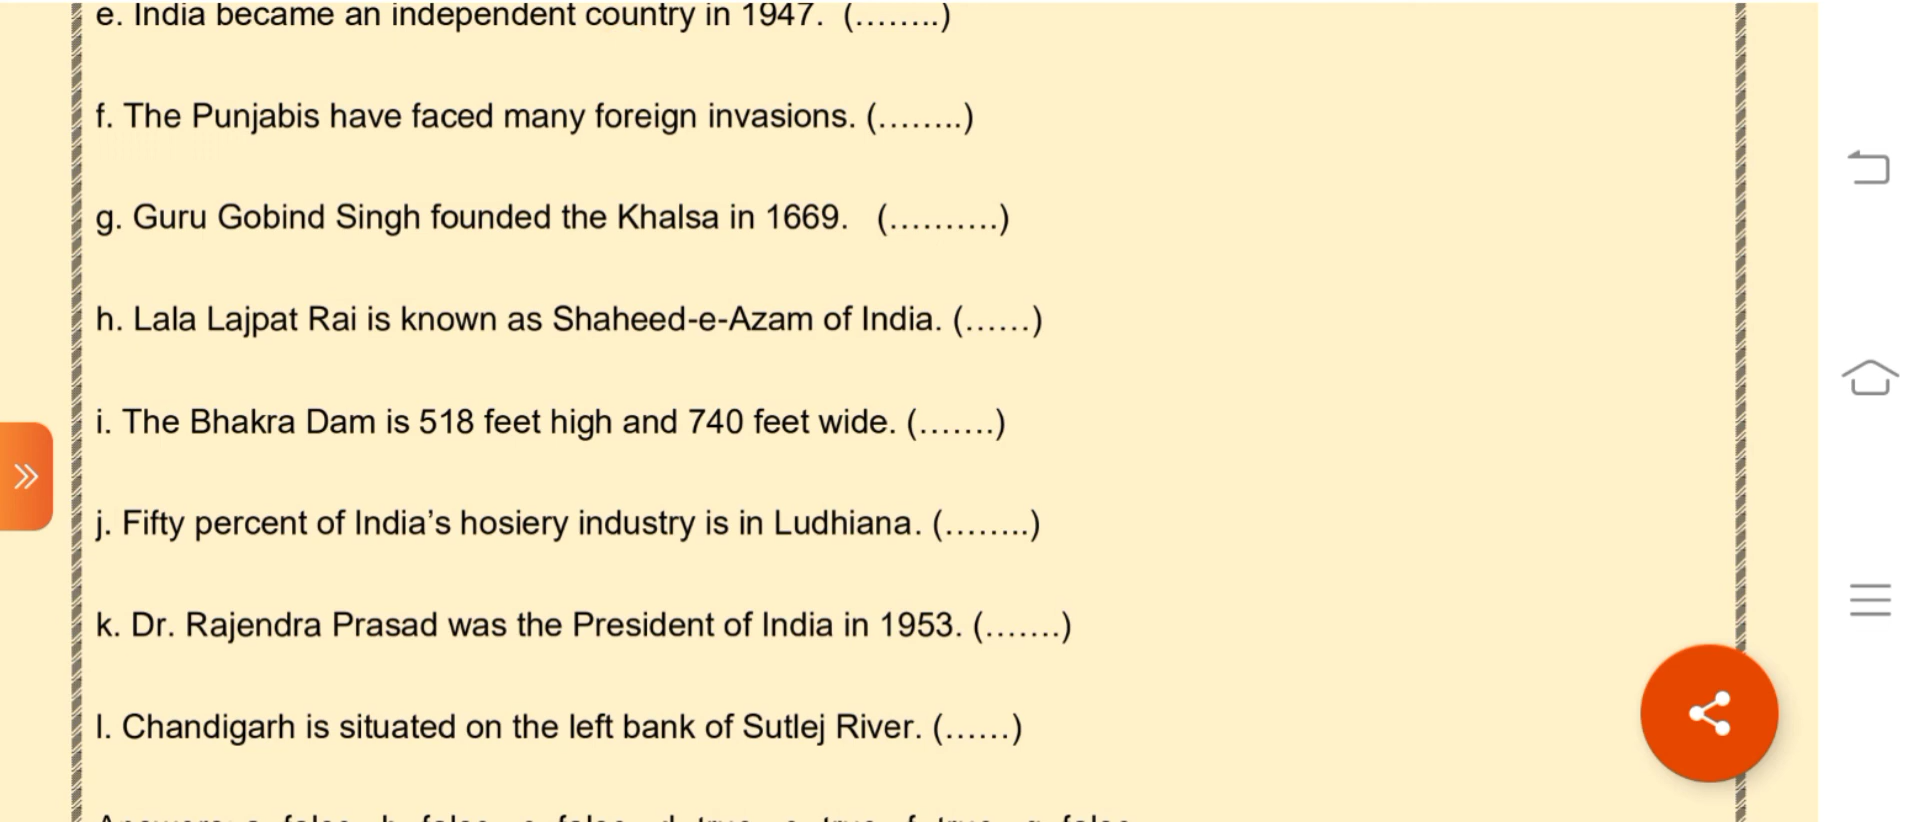 e. India became an independent country in 1947. (........)
f. The Punjabis have faced many foreign invasions. (........)
g. Guru Gobind Singh founded the Khalsa in 1669. (..........)
h. Lala Lajpat Rai is known as Shaheed-e-Azam of India. (......)
i. The Bhakra Dam is 518 feet high and 740 feet wide. (.......)
j. Fifty percent of India’s hosiery industry is in Ludhiana. (........)
k. Dr. Rajendra Prasad was the President of India in 1953. (.......)
l. Chandigarh is situated on the left bank of Sutlej River. (......)